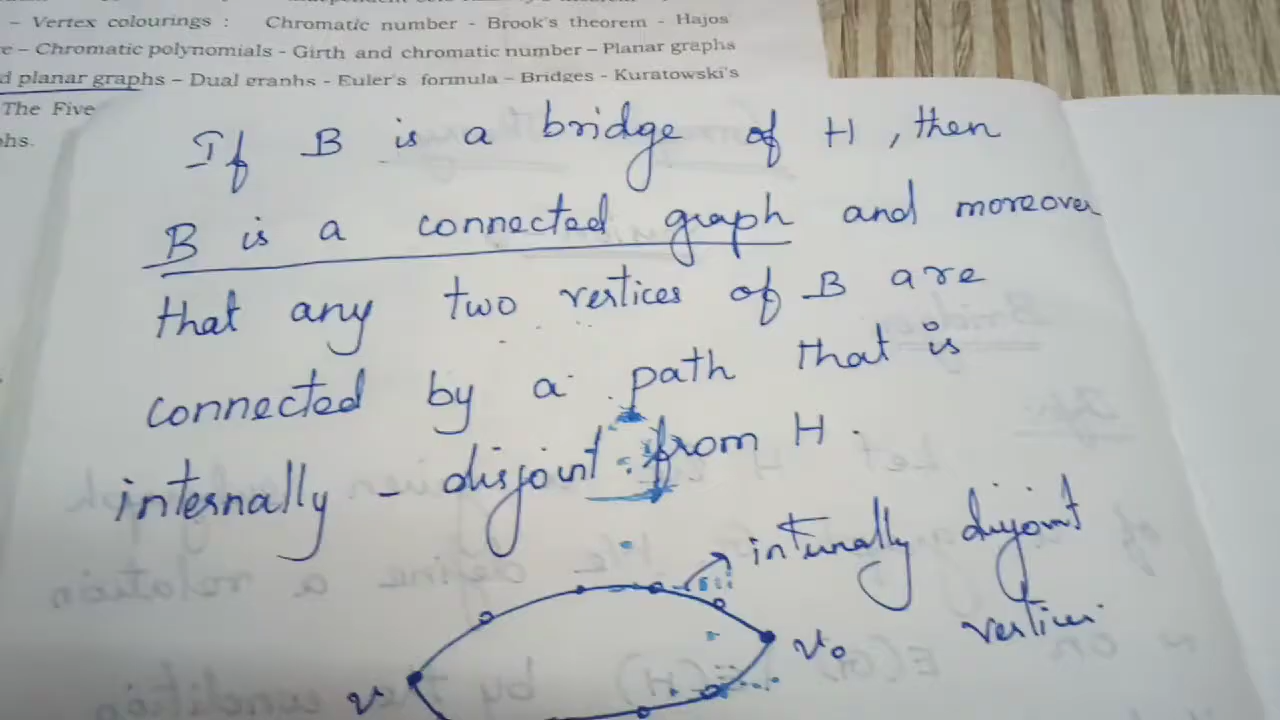 – Vertex colourings : Chromatic number - Brook's theorem - Hajos
e – Chromatic polynomials - Girth and chromatic number – Planar graphs
d planar graphs – Dual graphs - Euler's formula – Bridges - Kuratowski's
The Five
hs.
If B is a bridge of H, then
B is a connected graph and moreover
that any two vertices of B are
connected by a path that is
internally - disjoint from H.
internally disjoint
vertices
v₀
v